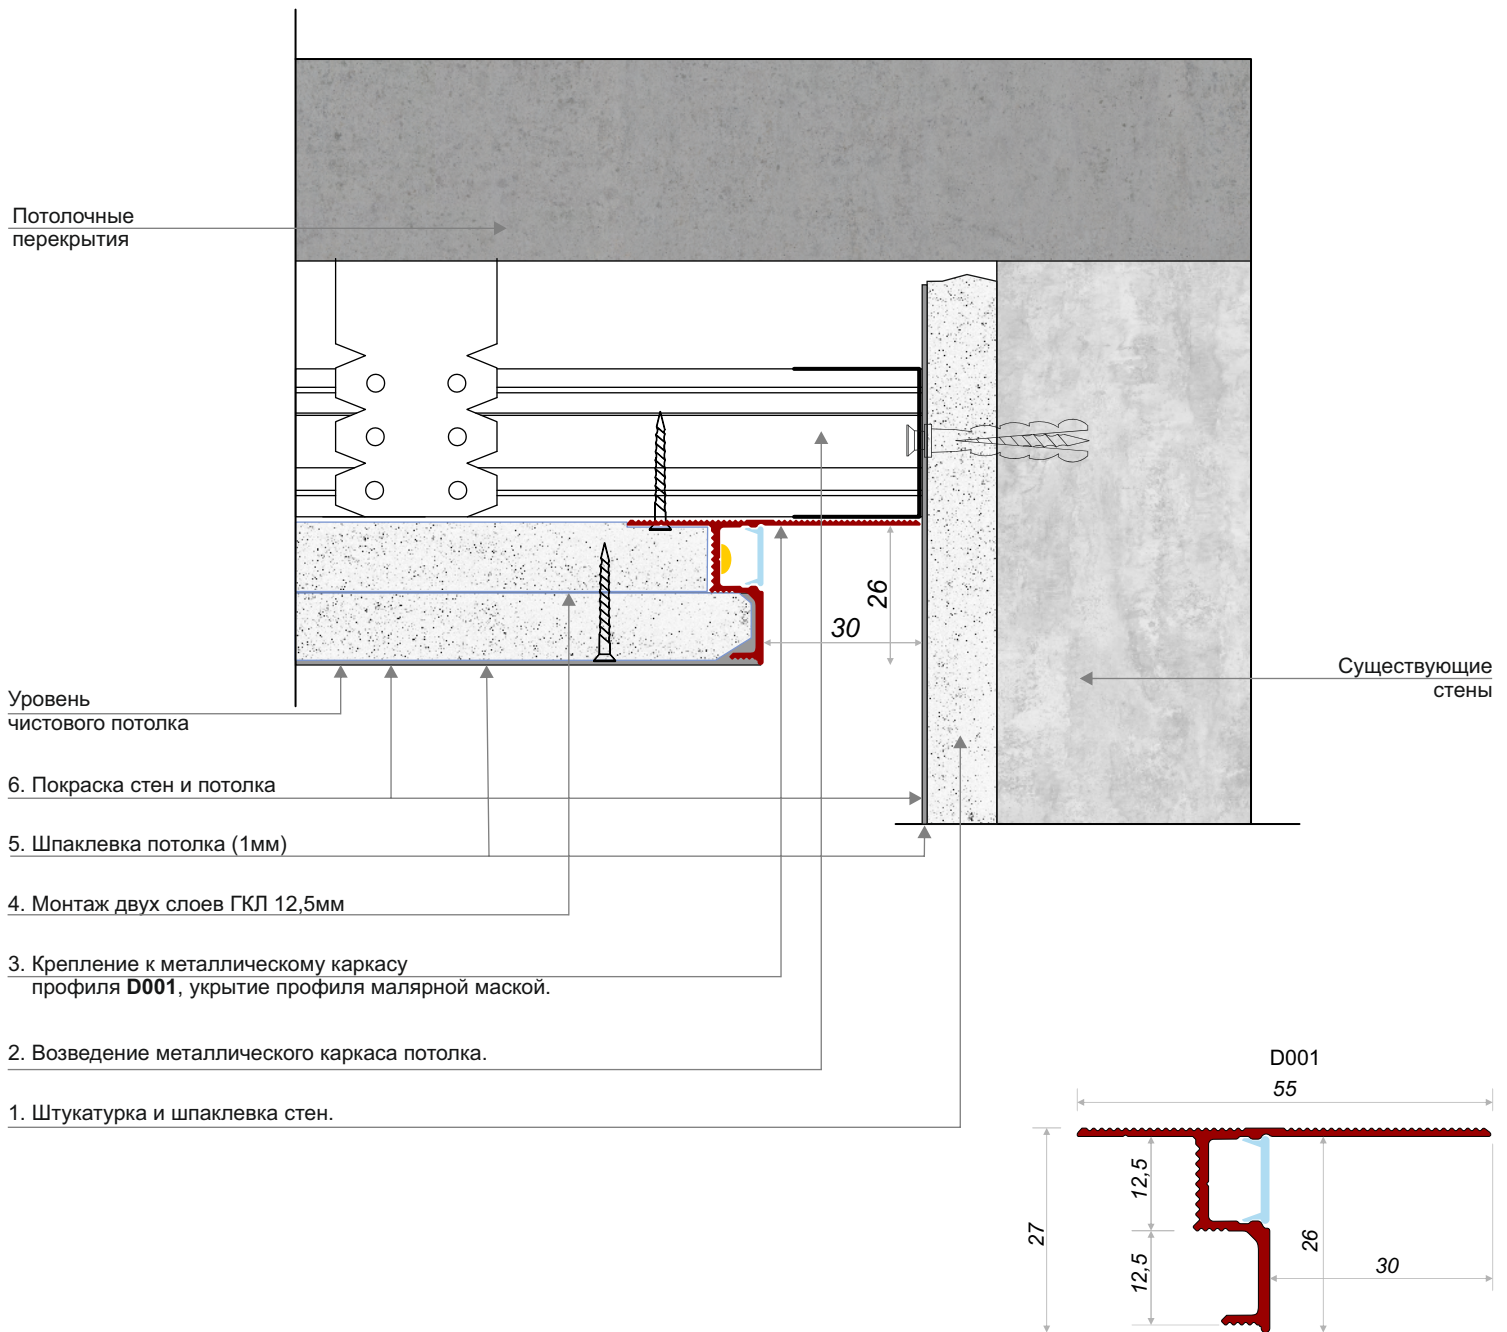 Потолочные
перекрытия
26
30
Существующие
стены
Уровень
чистового потолка
6. Покраска стен и потолка
5. Шпаклевка потолка (1мм)
4. Монтаж двух слоев ГКЛ 12,5мм
3. Крепление к металлическому каркасу
профиля D001, укрытие профиля малярной маской.
2. Возведение металлического каркаса потолка.
1. Штукатурка и шпаклевка стен.
D001
55
12,5
27
26
12,5
30